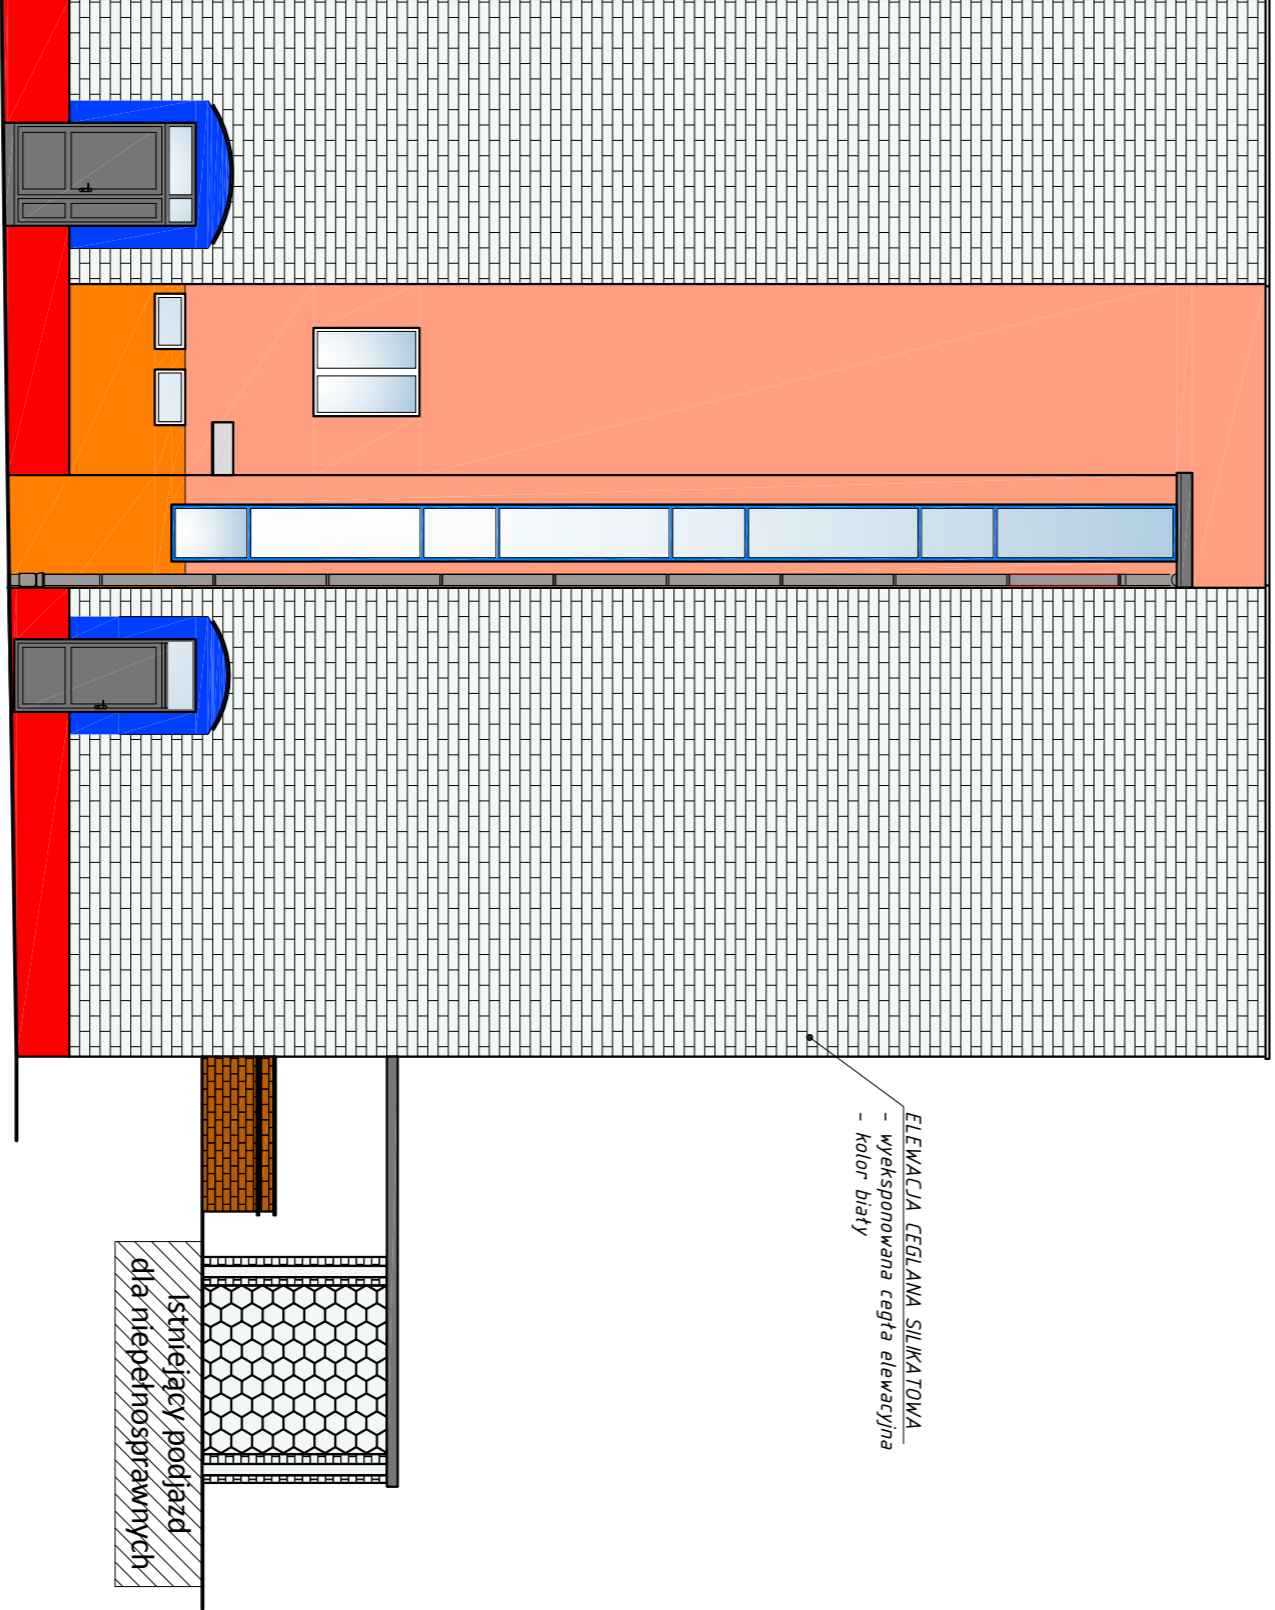 ELEWACJA CEGLANA SILIKATOWA
- wyeksponowana cegła elewacyjna
- kolor biały
Istniejący podjazd
dla niepełnosprawnych